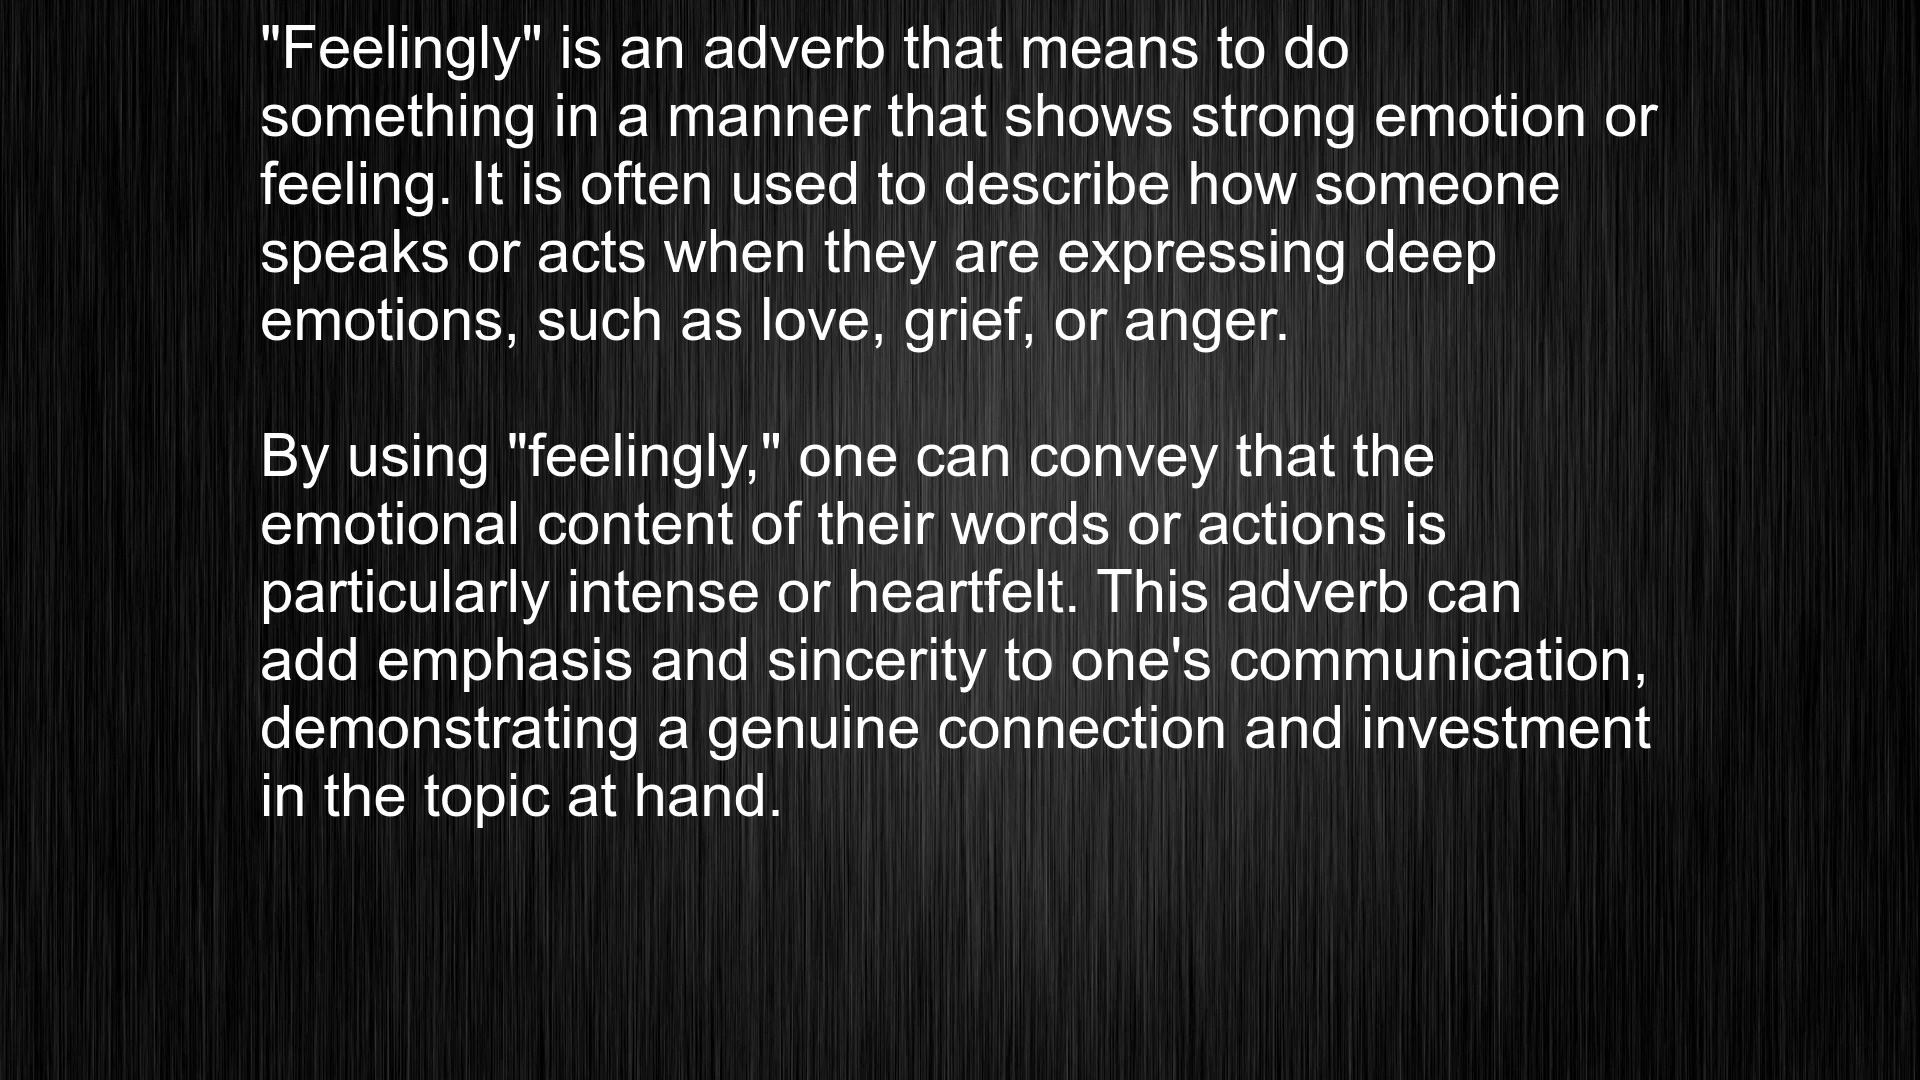 "Feelingly" is an adverb that means to do
something in a manner that shows strong emotion or
feeling. It is often used to describe how someone
speaks or acts when they are expressing deep
emotions, such as love, grief, or anger.
By using "feelingly," one can convey that the
emotional content of their words or actions is
particularly intense or heartfelt. This adverb can
add emphasis and sincerity to one's communication,
demonstrating a genuine connection and investment
in the topic at hand.